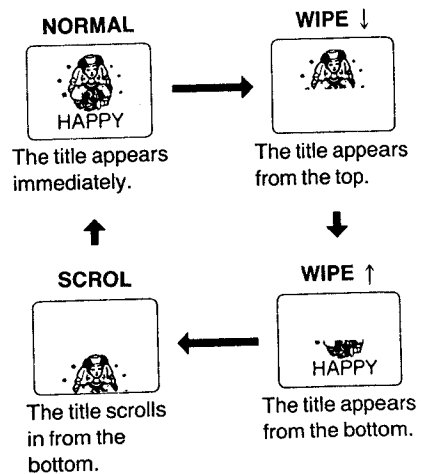 NORMAL
HAPPY
The title appears
immediately.
WIPE ↓
The title appears
from the top.
SCROL
The title scrolls
in from the
bottom.
WIPE ↑
HAPPY
The title appears
from the bottom.